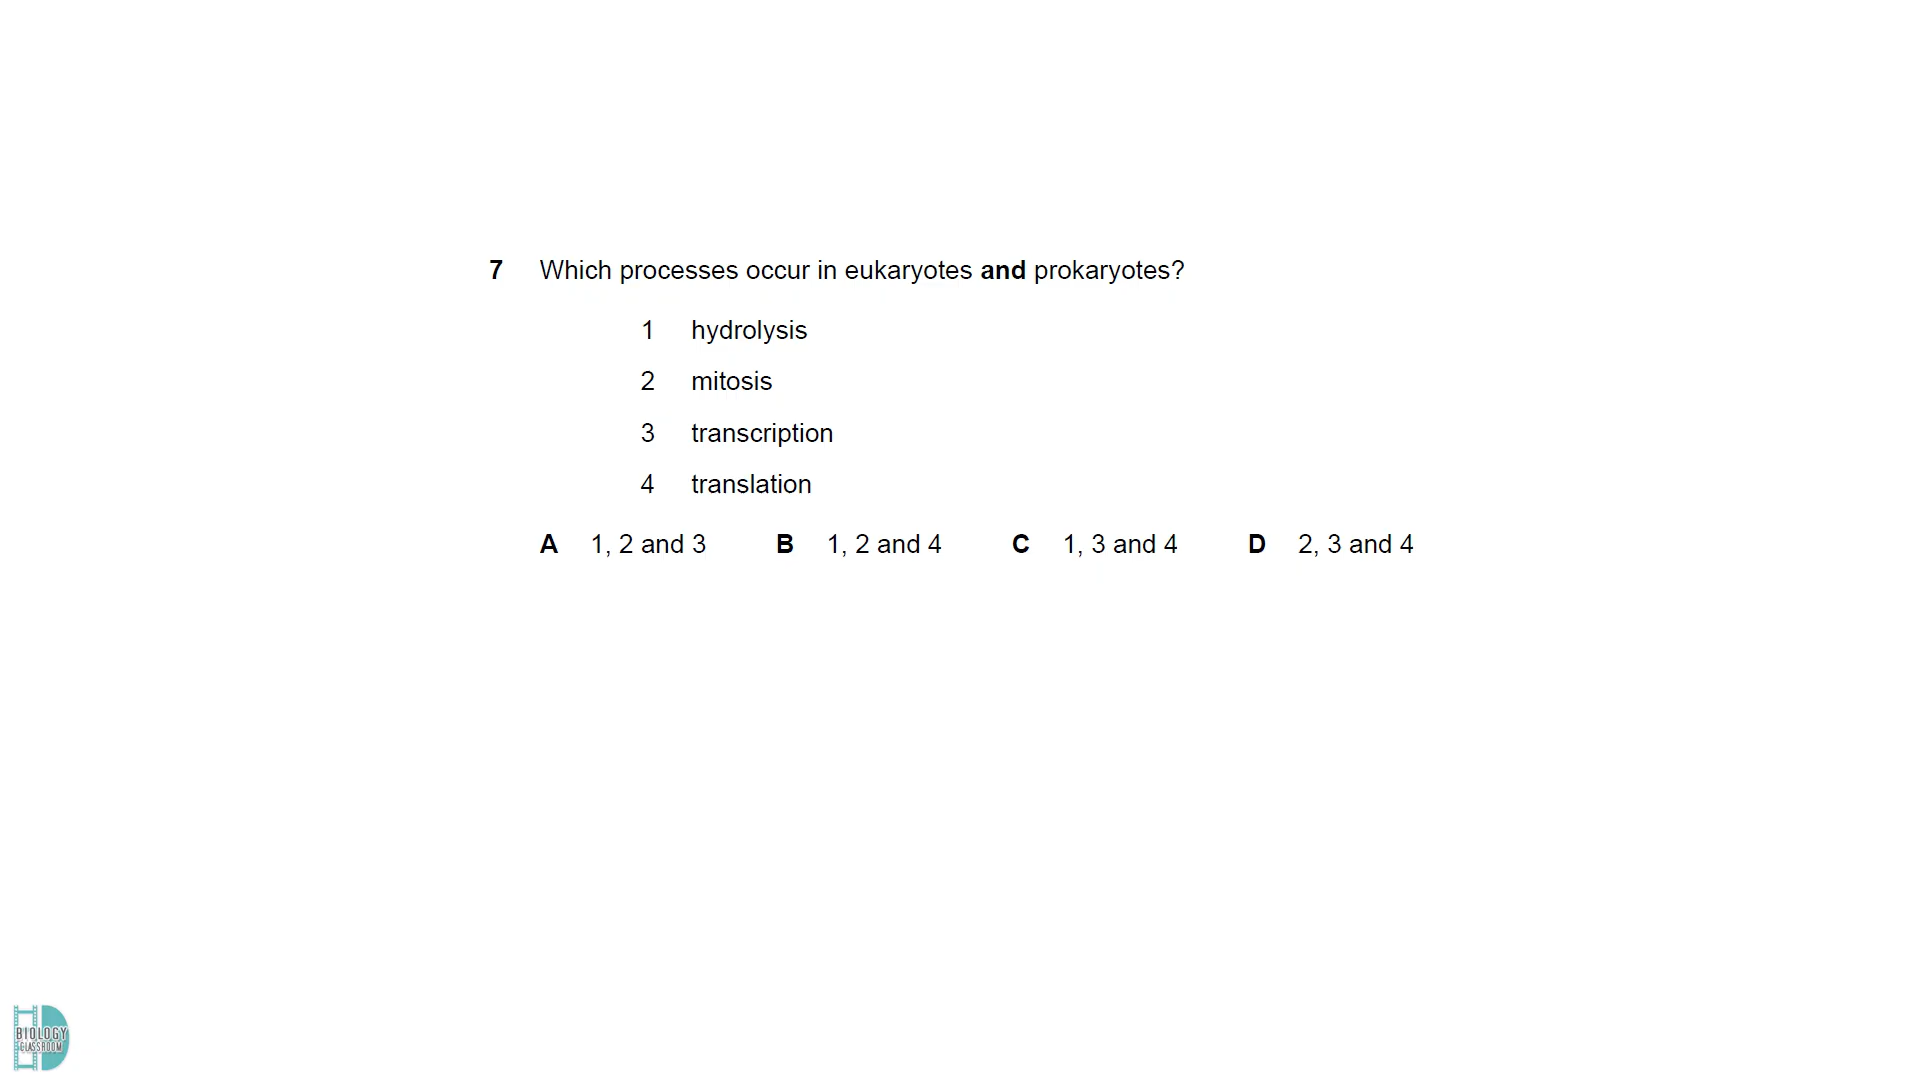 7 Which processes occur in eukaryotes and prokaryotes?
1 hydrolysis
2 mitosis
3 transcription
4 translation
A 1, 2 and 3 B 1, 2 and 4 C 1, 3 and 4 D 2, 3 and 4
BIOLOGY
CLASSROOM